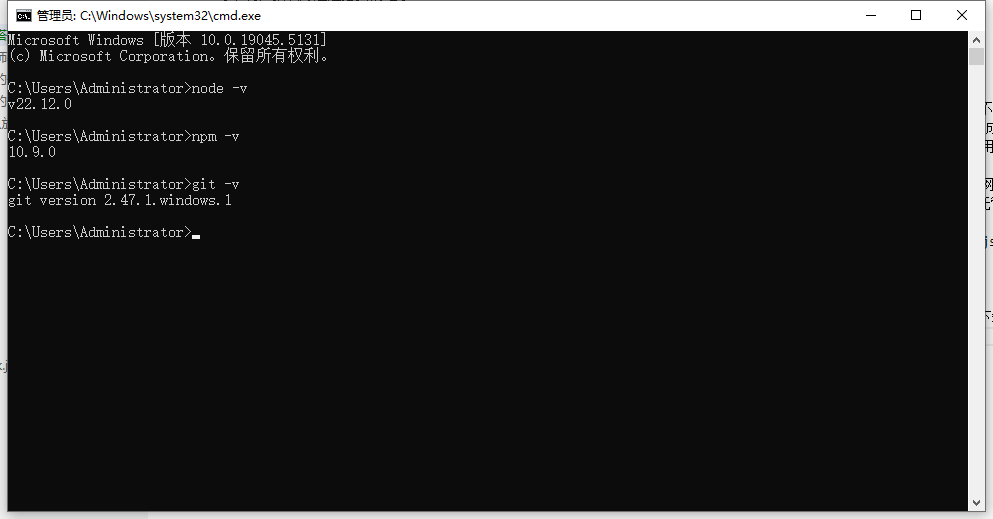 管理员: C:\Windows\system32\cmd.exe
Microsoft Windows [版本 10.0.19045.5131]
(c) Microsoft Corporation。保留所有权利。
C:\Users\Administrator>node -v
v22.12.0
C:\Users\Administrator>npm -v
10.9.0
C:\Users\Administrator>git -v
git version 2.47.1.windows.1
C:\Users\Administrator>